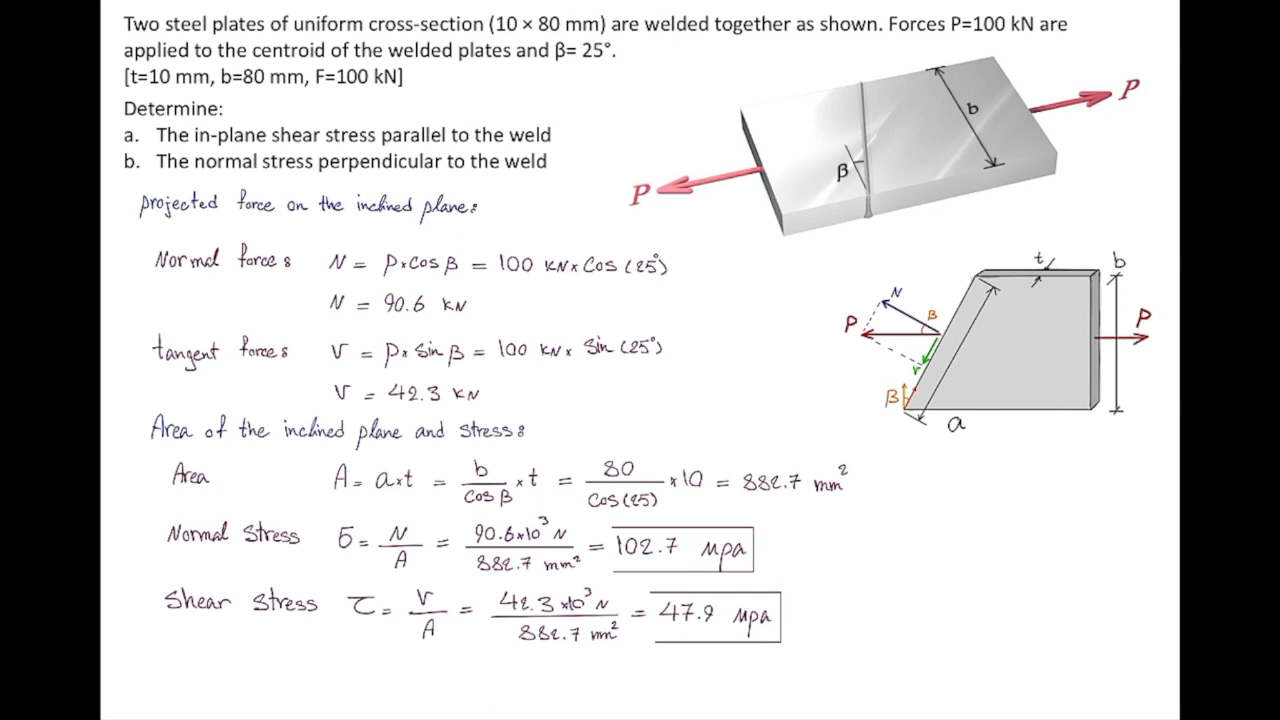 Two steel plates of uniform cross-section (10 × 80 mm) are welded together as shown. Forces P=100 kN are
applied to the centroid of the welded plates and β= 25°.
[t=10 mm, b=80 mm, F=100 kN]
Determine:
a. The in-plane shear stress parallel to the weld
b. The normal stress perpendicular to the weld
P
b
β
P
projected force on the inclined plane:
Normal force: N = P×Cos β = 100 KN×Cos(25°)
N = 90.6 KN
tangent force: V = P×Sin β = 100 KN× Sin(25°)
V = 42.3 KN
t
b
N
β
P
P
V
β
a
Area of the inclined plane and stress:
Area A = a×t = b/Cos β ×t = 80/Cos(25) ×10 = 882.7 mm²
Normal Stress σ = N/A = 90.6×10³ N/882.7 mm² = 102.7 Mpa
Shear stress τ = V/A = 42.3×10³ N/882.7 mm² = 47.9 Mpa